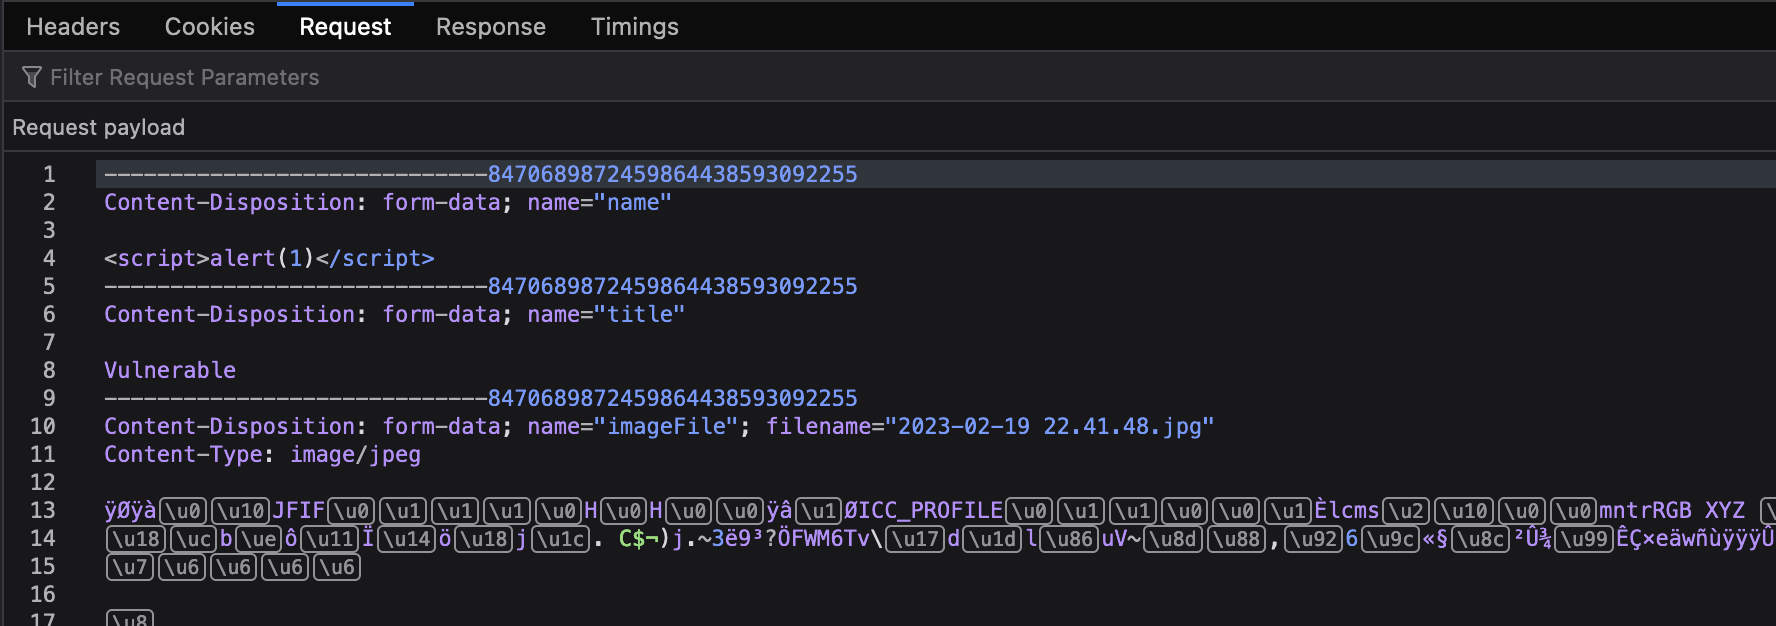 Headers Cookies Request Response Timings
Filter Request Parameters
Request payload
1 -----------------------------84706898724598644385930922​55
2 Content-Disposition: form-data; name="name"
3
4 <script>alert(1)</script>
5 -----------------------------8470689872459864438593092255
6 Content-Disposition: form-data; name="title"
7
8 Vulnerable
9 -----------------------------8470689872459864438593092255
10 Content-Disposition: form-data; name="imageFile"; filename="2023-02-19 22.41.48.jpg"
11 Content-Type: image/jpeg
12
13 ÿØÿà\u0\u10JFIF\u0\u1\u1\u1\u0H\u0H\u0\u0ÿâ\u1ØICC_PROFILE\u0\u1\u1\u0\u0\u1Èlcms\u2\u10\u0\u0mntrRGB XYZ
14 \u18\ucb\ueô\u11Ï\u14ö\u18j\u1c. C$¬)j.~3ë9³?ÖFWM6Tv\\u17d\u1dl\u86uV~\u8d\u88,\u926\u9c«§\u8c²Û¾\u99ÊÇ×eäwñùÿÿÿÛ
15 \u7\u6\u6\u6\u6
16
17 \u8